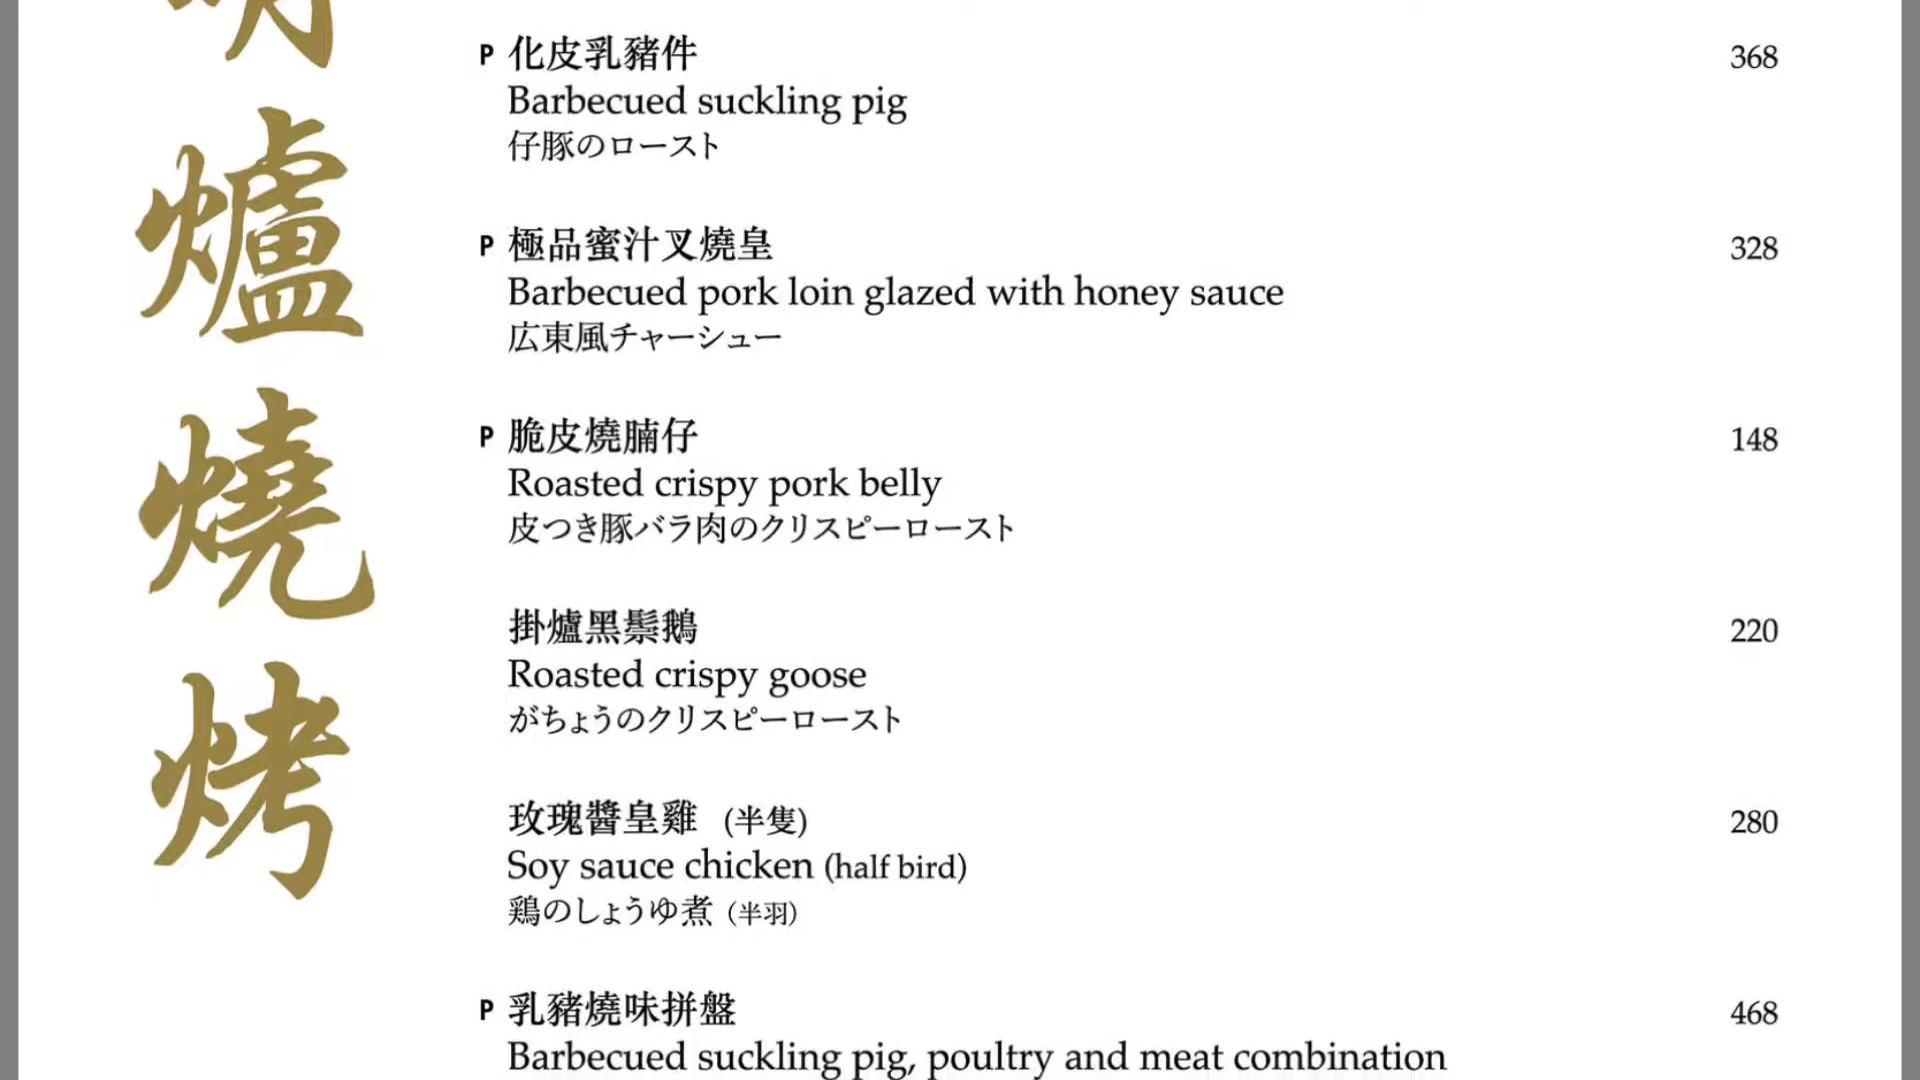 明
爐
燒
烤
P 化皮乳豬件 368
Barbecued suckling pig
仔豚のロースト
P 極品蜜汁叉燒皇 328
Barbecued pork loin glazed with honey sauce
広東風チャーシュー
P 脆皮燒腩仔 148
Roasted crispy pork belly
皮つき豚バラ肉のクリスピーロースト
掛爐黑鬃鵝 220
Roasted crispy goose
がちょうのクリスピーロースト
玫瑰醬皇雞 (半隻) 280
Soy sauce chicken (half bird)
鶏のしょうゆ煮（半羽）
P 乳豬燒味拼盤 468
Barbecued suckling pig, poultry and meat combination